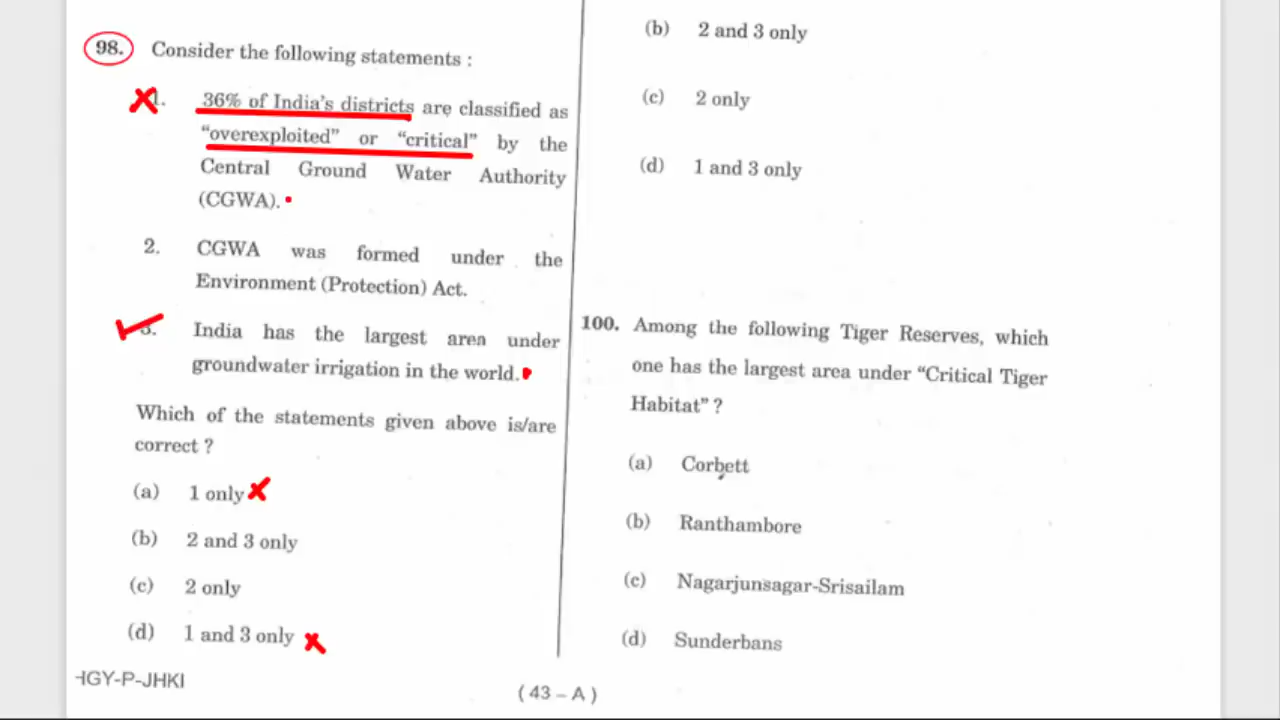 98. Consider the following statements :
1. 36% of India's districts are classified as
"overexploited" or "critical" by the
Central Ground Water Authority
(CGWA).
2. CGWA was formed under the
Environment (Protection) Act.
3. India has the largest area under
groundwater irrigation in the world.
Which of the statements given above is/are
correct ?
(a) 1 only
(b) 2 and 3 only
(c) 2 only
(d) 1 and 3 only
HGY-P-JHKI
( 43 – A )
(b) 2 and 3 only
(c) 2 only
(d) 1 and 3 only
100. Among the following Tiger Reserves, which
one has the largest area under "Critical Tiger
Habitat" ?
(a) Corbett
(b) Ranthambore
(c) Nagarjunsagar-Srisailam
(d) Sunderbans